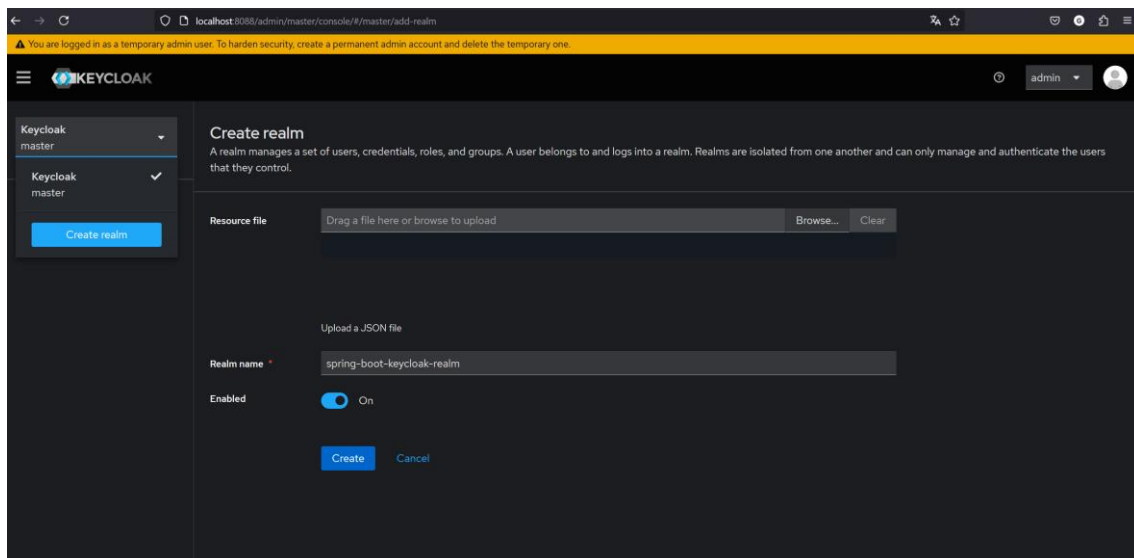 localhost:8088/admin/master/console/#/master/add-realm
You are logged in as a temporary admin user. To harden security, create a permanent admin account and delete the temporary one.
KEYCLOAK
admin
Keycloak
master
Keycloak
master
Create realm
Create realm
A realm manages a set of users, credentials, roles, and groups. A user belongs to and logs into a realm. Realms are isolated from one another and can only manage and authenticate the users
that they control.
Resource file
Drag a file here or browse to upload
Browse...
Clear
Upload a JSON file
Realm name *
spring-boot-keycloak-realm
Enabled
On
Create
Cancel